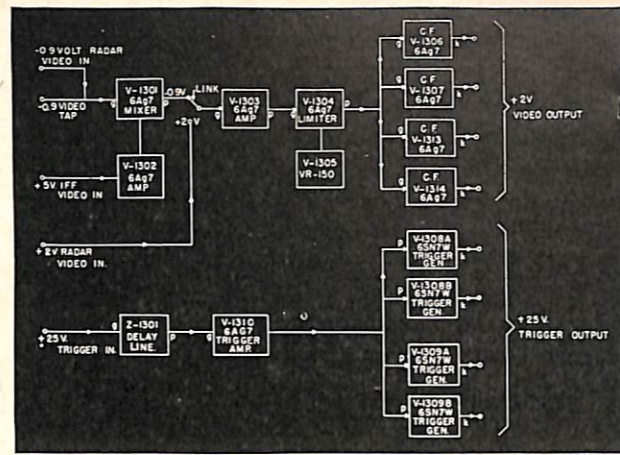 -0.9 VOLT RADAR
VIDEO IN
-0.9 VIDEO
TAP
g
V-1301
6Ag7
MIXER
-0.9V
LINK
+2V
g
V-1303
6Ag7
AMP
p
g
V-1304
6Ag7
LIMITER
p
V-1302
6Ag7
AMP
V-1305
VR-150
+5V IFF
VIDEO IN
+2V RADAR
VIDEO IN.
g
C.F.
V-1306
6Ag7
k
g
C.F.
V-1307
6Ag7
k
g
C.F.
V-1313
6Ag7
k
g
C.F.
V-1314
6Ag7
k
+2V
VIDEO OUTPUT
+25V.
TRIGGER IN.
g
Z-1301
DELAY
LINE.
p
g
V-1310
6AG7
TRIGGER
AMP.
p
V-1308A
6SN7W
TRIGGER
GEN
k
p
V-1308B
6SN7W
TRIGGER
GEN.
k
p
V-1309A
6SN7W
TRIGGER
GEN.
k
p
V-1309B
6SN7W
TRIGGER
GEN.
k
+25V.
TRIGGER OUTPUT